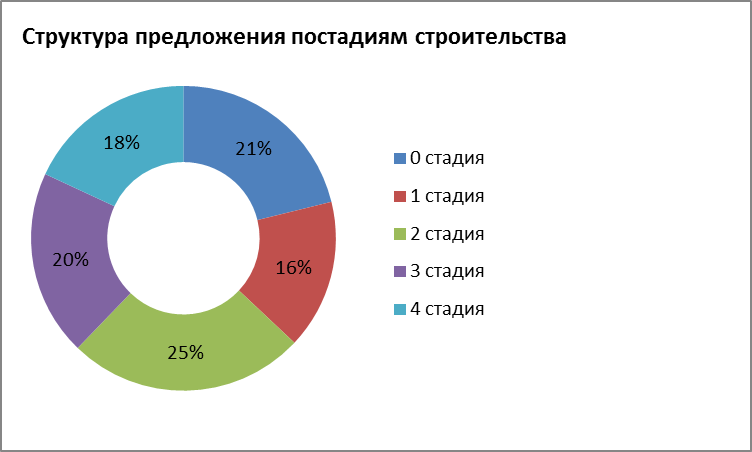 Структура предложения постадиям строительства
18%
21%
20%
16%
25%
0 стадия
1 стадия
2 стадия
3 стадия
4 стадия